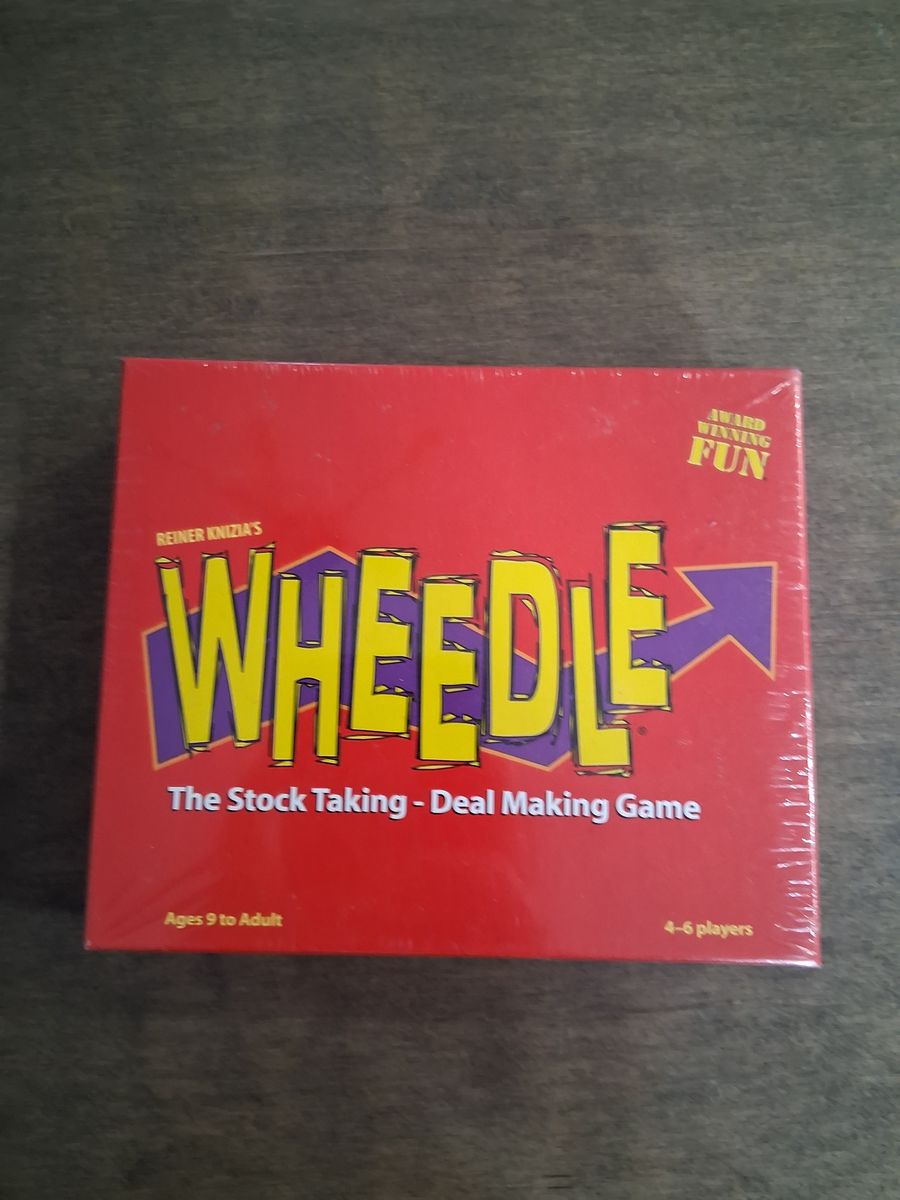 AWARD
WINNING
FUN
REINER KNIZIA'S
WHEEDLE®
The Stock Taking - Deal Making Game
Ages 9 to Adult
4–6 players